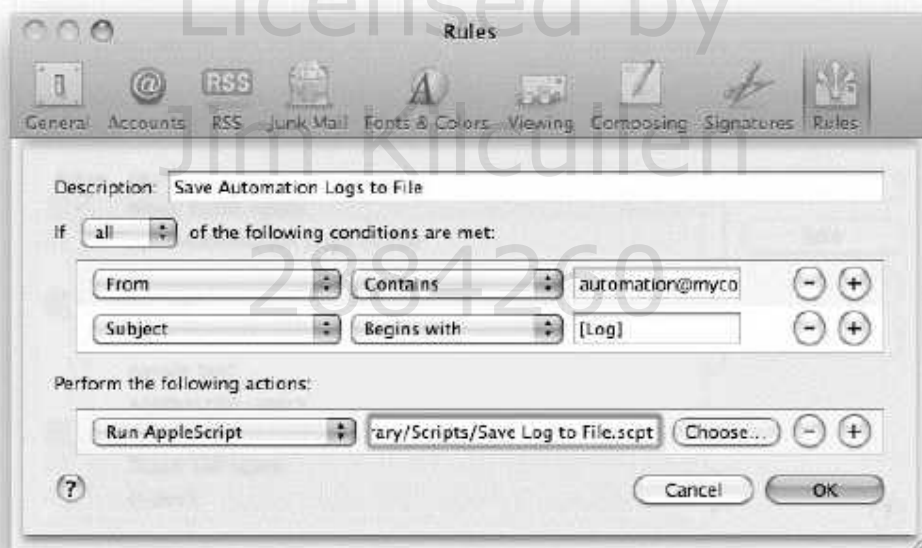 Licensed by
Rules
General Accounts RSS Junk Mail Fonts & Colors Viewing Composing Signatures Rules
Jim Kilcullen
Description: Save Automation Logs to File
If all of the following conditions are met:
2884260
From Contains automation@myco
Subject Begins with [Log]
Perform the following actions:
Run AppleScript rary/Scripts/Save Log to File.scpt Choose...
? Cancel OK